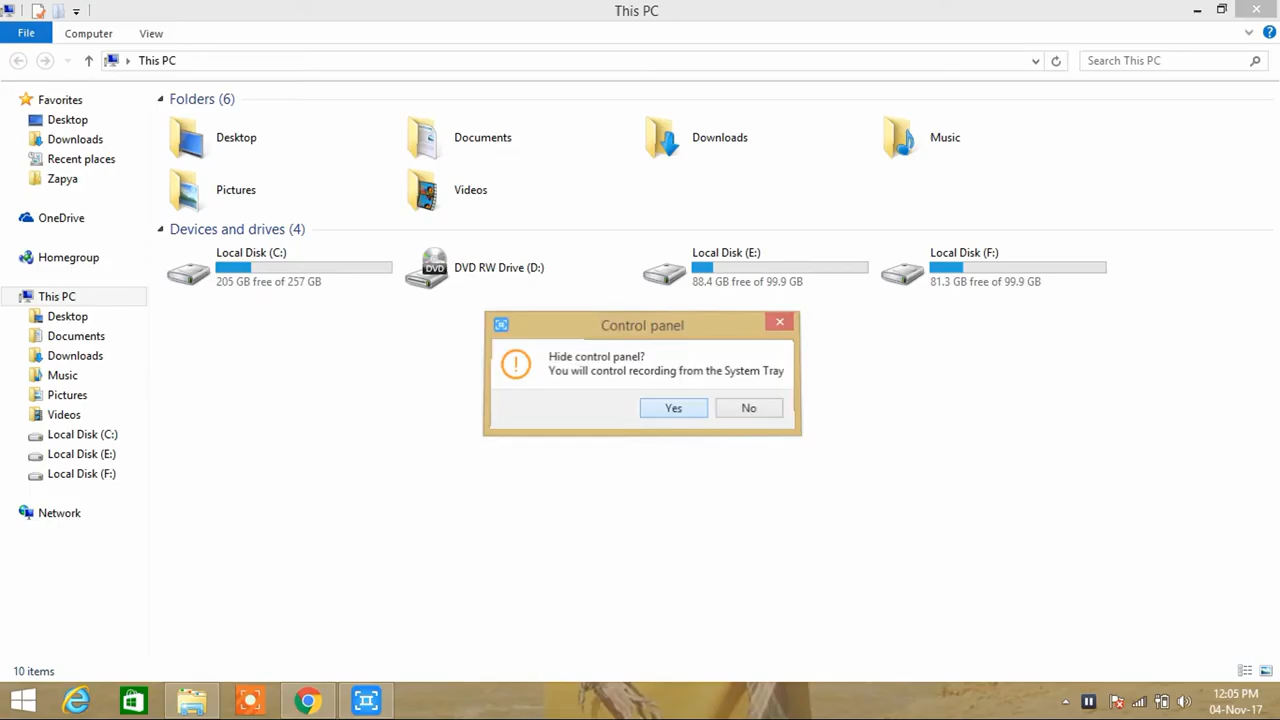 This PC
File
Computer
View
This PC
Search This PC
Favorites
Desktop
Downloads
Recent places
Zapya
OneDrive
Homegroup
This PC
Desktop
Documents
Downloads
Music
Pictures
Videos
Local Disk (C:)
Local Disk (E:)
Local Disk (F:)
Network
Folders (6)
Desktop
Documents
Downloads
Music
Pictures
Videos
Devices and drives (4)
Local Disk (C:)
205 GB free of 257 GB
DVD
DVD RW Drive (D:)
Local Disk (E:)
88.4 GB free of 99.9 GB
Local Disk (F:)
81.3 GB free of 99.9 GB
Control panel
Hide control panel?
You will control recording from the System Tray
Yes
No
10 items
12:05 PM
04-Nov-17